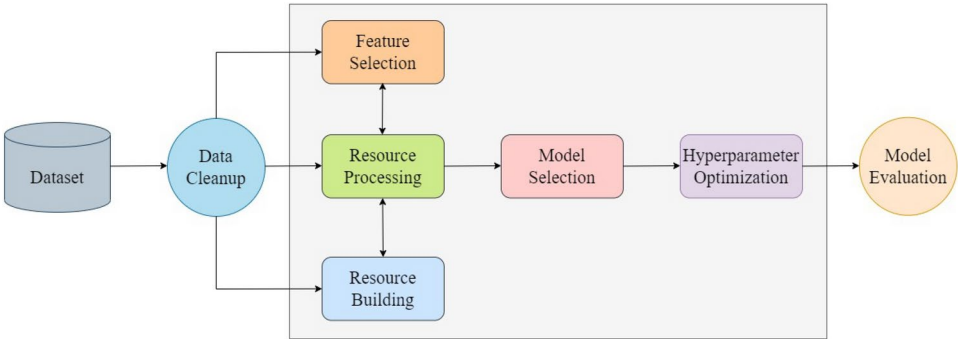 Feature
Selection
Dataset
Data
Cleanup
Resource
Processing
Model
Selection
Hyperparameter
Optimization
Model
Evaluation
Resource
Building